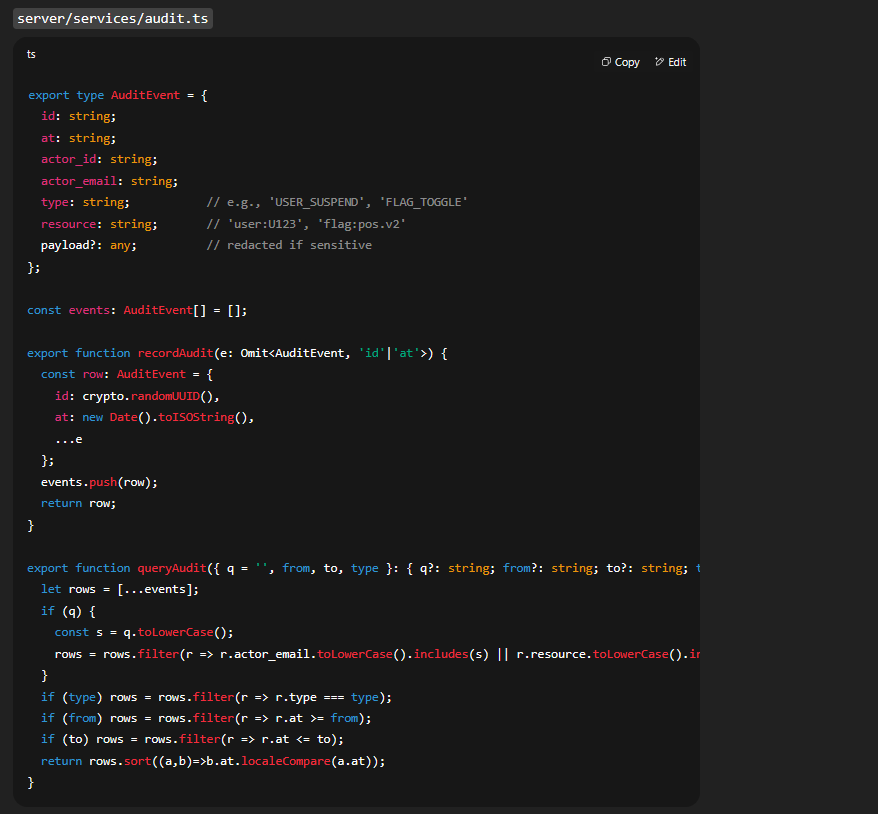 server/services/audit.ts
ts
Copy Edit
export type AuditEvent = {
  id: string;
  at: string;
  actor_id: string;
  actor_email: string;
  type: string;           // e.g., 'USER_SUSPEND', 'FLAG_TOGGLE'
  resource: string;       // 'user:U123', 'flag:pos.v2'
  payload?: any;          // redacted if sensitive
};

const events: AuditEvent[] = [];

export function recordAudit(e: Omit<AuditEvent, 'id'|'at'>) {
  const row: AuditEvent = {
    id: crypto.randomUUID(),
    at: new Date().toISOString(),
    ...e
  };
  events.push(row);
  return row;
}

export function queryAudit({ q = '', from, to, type }: { q?: string; from?: string; to?: string; t
  let rows = [...events];
  if (q) {
    const s = q.toLowerCase();
    rows = rows.filter(r => r.actor_email.toLowerCase().includes(s) || r.resource.toLowerCase().in
  }
  if (type) rows = rows.filter(r => r.type === type);
  if (from) rows = rows.filter(r => r.at >= from);
  if (to) rows = rows.filter(r => r.at <= to);
  return rows.sort((a,b)=>b.at.localeCompare(a.at));
}